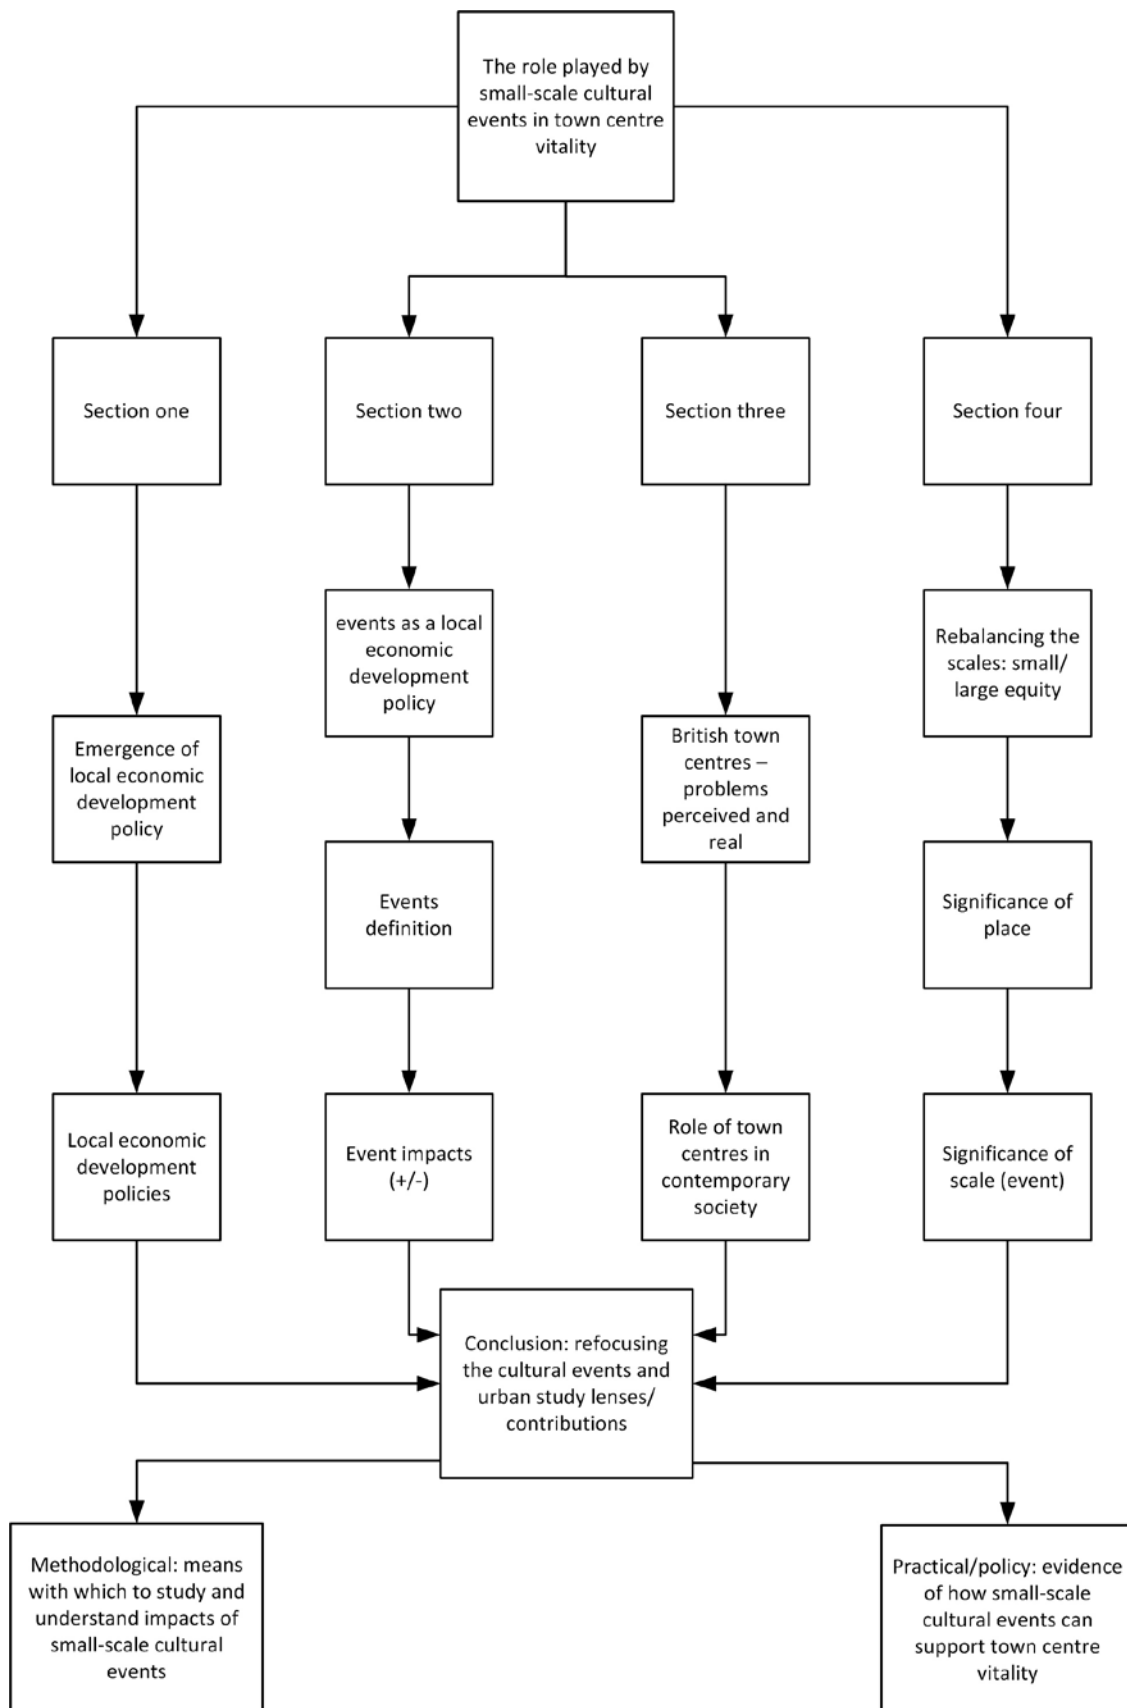 The role played by
small-scale cultural
events in town centre
vitality
Section one
Section two
Section three
Section four
events as a local
economic
development
policy
Rebalancing the
scales: small/
large equity
Emergence of
local economic
development
policy
British town
centres –
problems
perceived and
real
Events
definition
Significance of
place
Local economic
development
policies
Event impacts
(+/-)
Role of town
centres in
contemporary
society
Significance of
scale (event)
Conclusion: refocusing
the cultural events and
urban study lenses/
contributions
Methodological: means
with which to study and
understand impacts of
small-scale cultural
events
Practical/policy: evidence
of how small-scale
cultural events can
support town centre
vitality